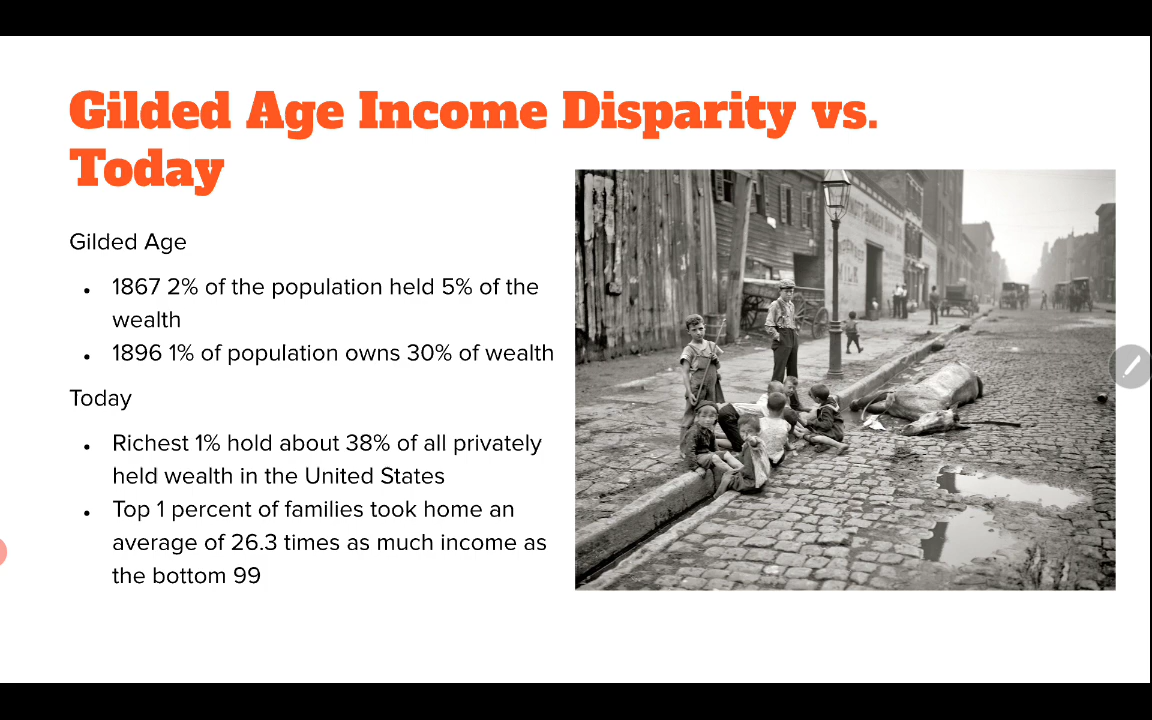 Gilded Age Income Disparity vs.
Today
Gilded Age
• 1867 2% of the population held 5% of the
wealth
• 1896 1% of population owns 30% of wealth
Today
• Richest 1% hold about 38% of all privately
held wealth in the United States
• Top 1 percent of families took home an
average of 26.3 times as much income as
the bottom 99